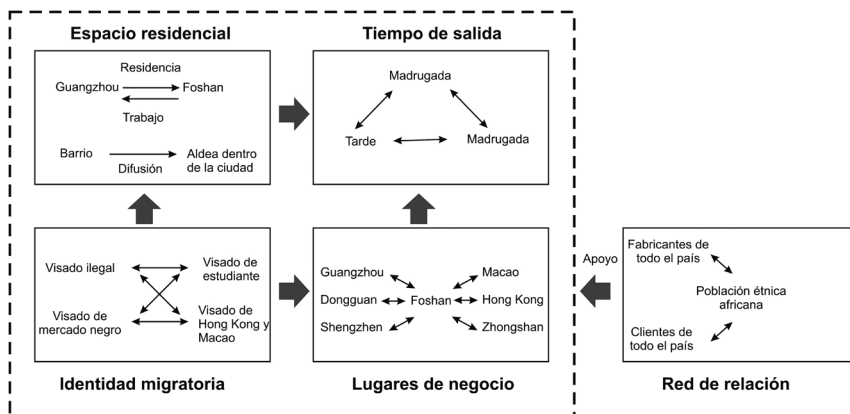 Espacio residencial
Residencia
Guangzhou
Foshan
Trabajo
Barrio
Difusión
Aldea dentro
de la ciudad
Tiempo de salida
Madrugada
Tarde
Madrugada
Visado ilegal
Visado de
estudiante
Visado de
mercado negro
Visado de
Hong Kong y
Macao
Identidad migratoria
Guangzhou
Macao
Dongguan
Foshan
Hong Kong
Shengzhen
Zhongshan
Lugares de negocio
Apoyo
Fabricantes de
todo el país
Población étnica
africana
Clientes de
todo el país
Red de relación